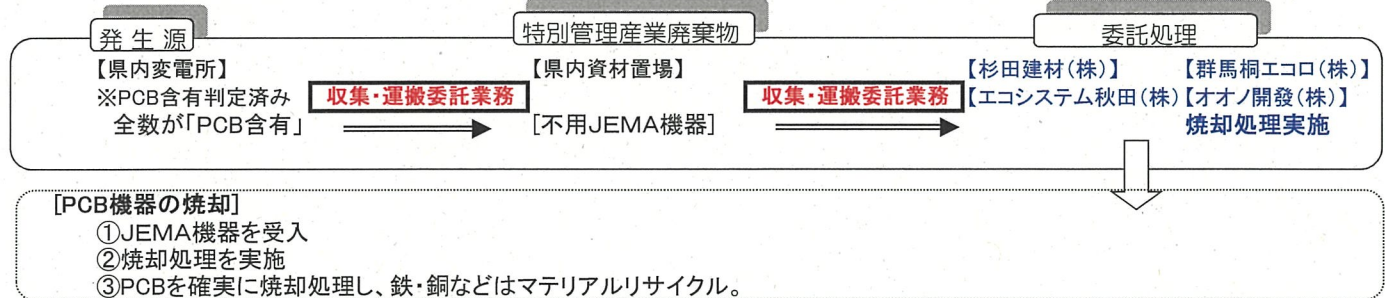 発生源
特別管理産業廃棄物
委託処理
【県内変電所】
※PCB含有判定済み
全数が「PCB含有」
収集・運搬委託業務
【県内資材置場】
[不用JEMA機器]
収集・運搬委託業務
【杉田建材(株)】 【群馬桐エコロ(株)】
【エコシステム秋田(株)】 【オオノ開發(株)】
焼却処理実施
[PCB機器の焼却]
①JEMA機器を受入
②焼却処理を実施
③PCBを確実に焼却処理し、鉄・銅などはマテリアルリサイクル。